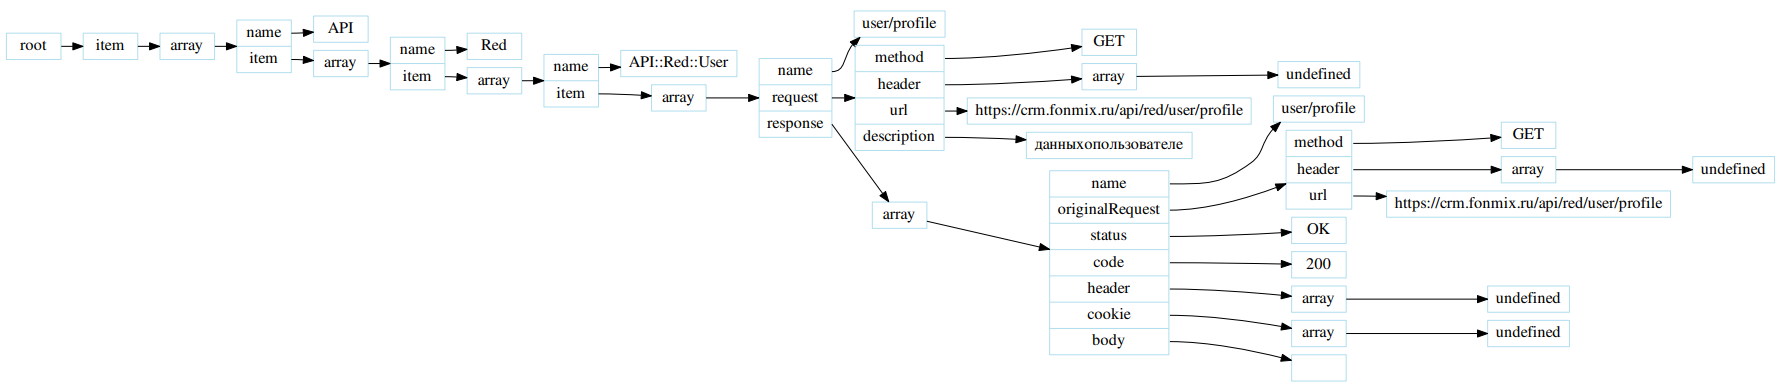 root
item
array
name
item
API
array
name
item
Red
array
name
item
API::Red::User
array
name
request
response
user/profile
method
header
url
description
GET
array
undefined
https://crm.fonmix.ru/api/red/user/profile
данныхопользователе
array
name
originalRequest
status
code
header
cookie
body
user/profile
method
header
url
GET
array
undefined
https://crm.fonmix.ru/api/red/user/profile
OK
200
array
undefined
array
undefined